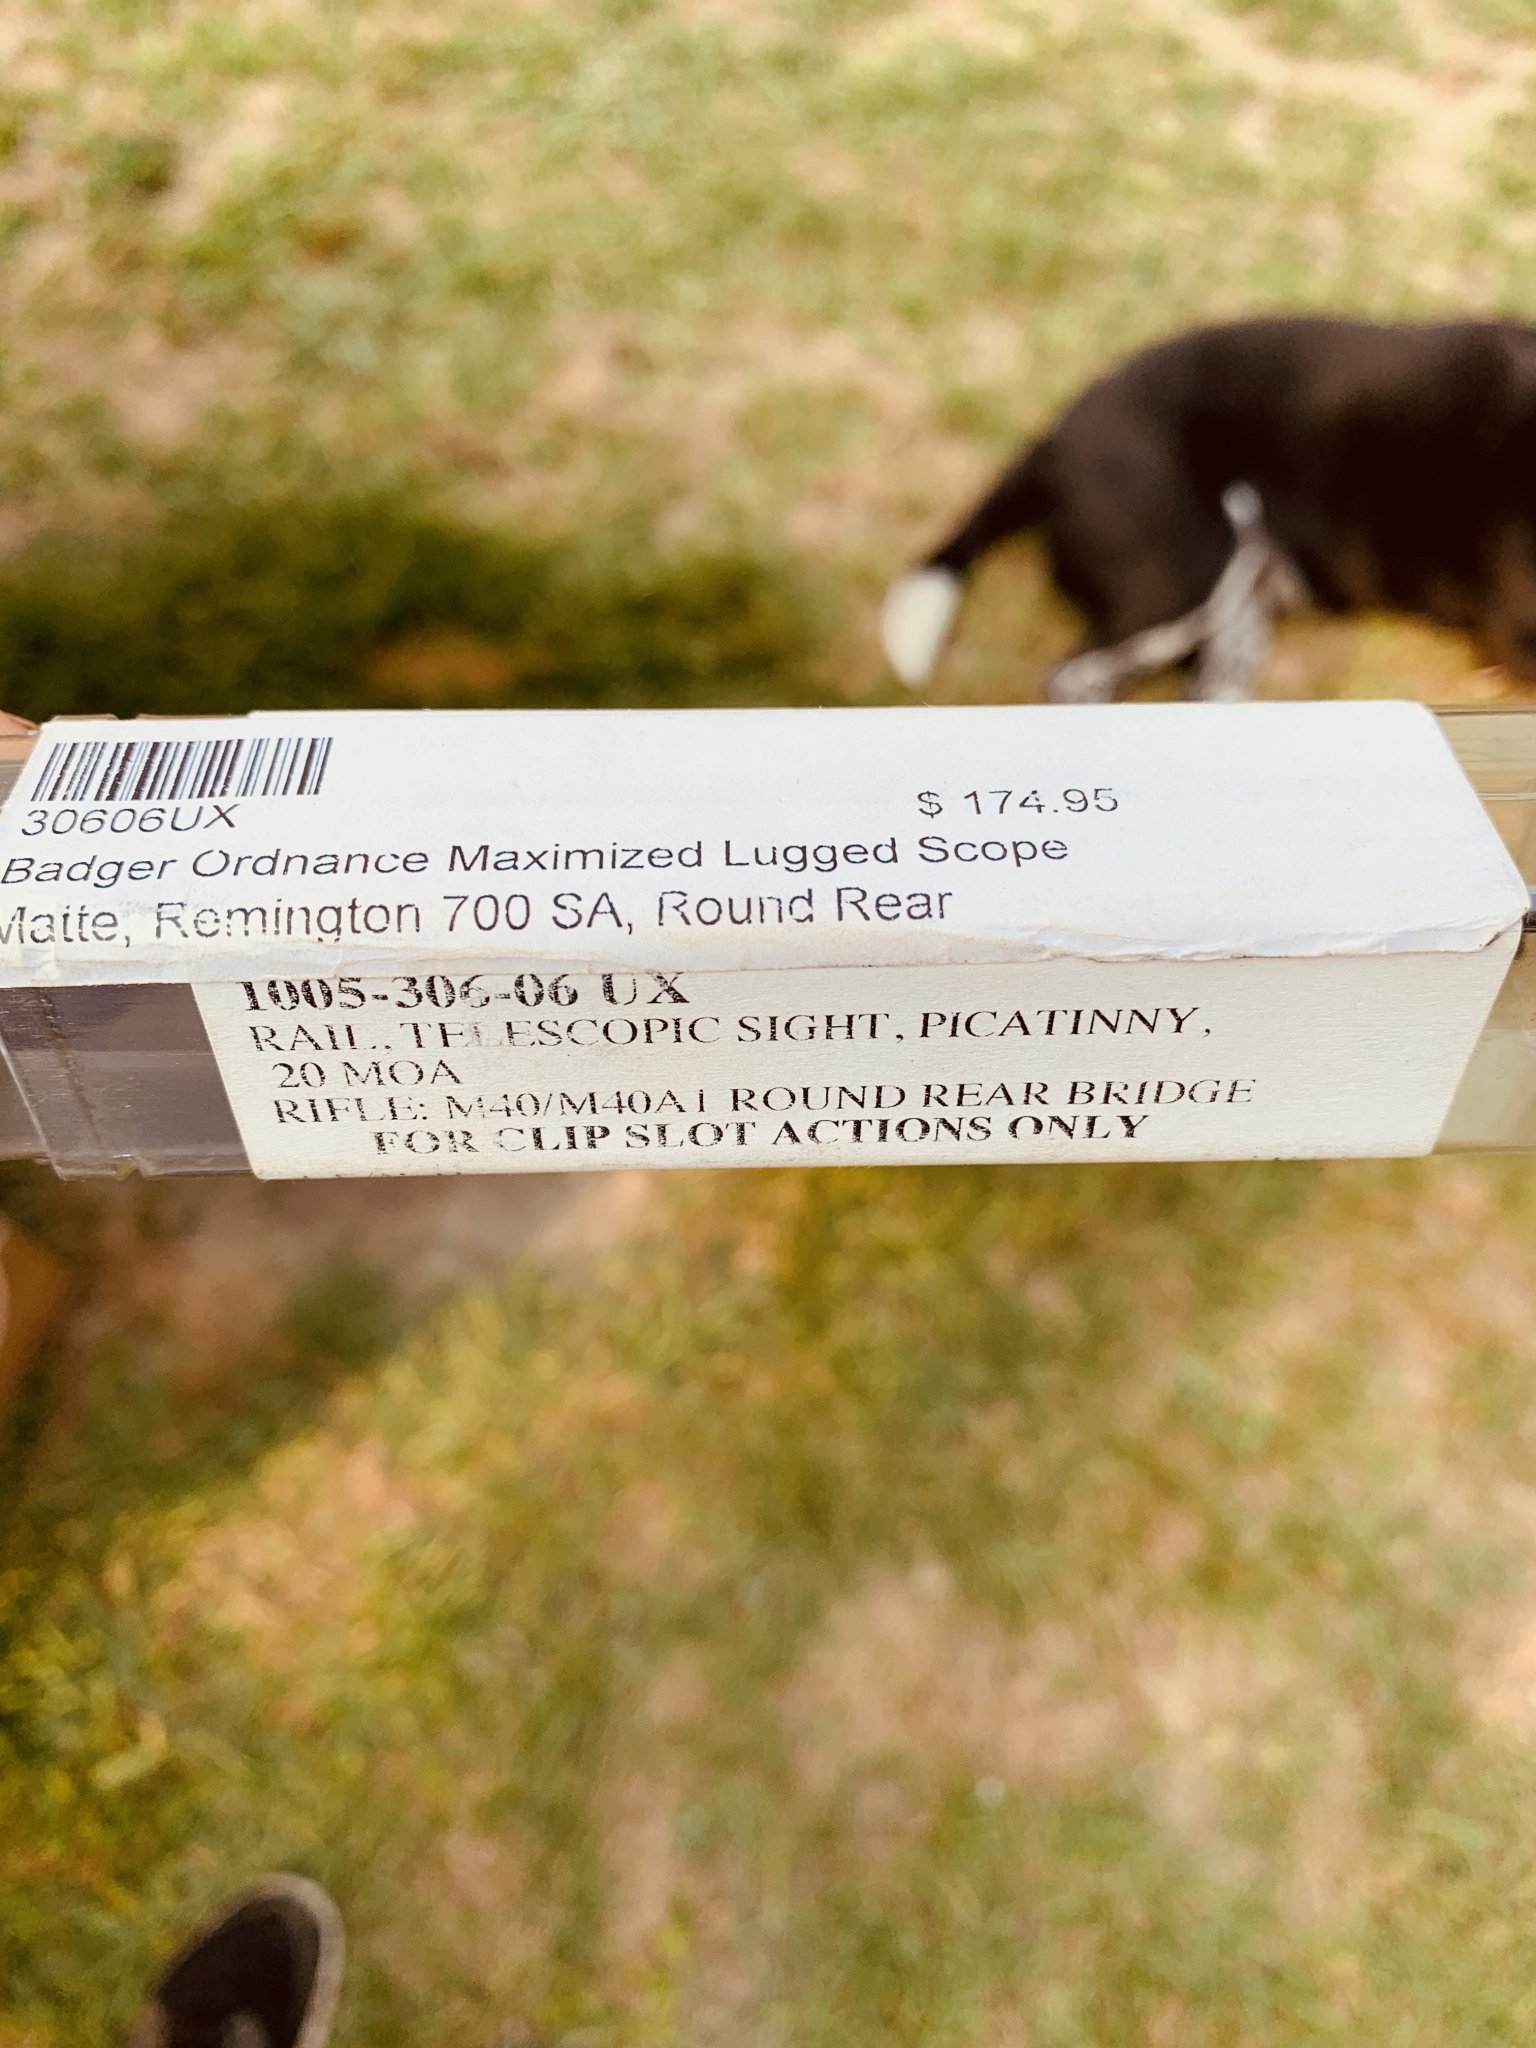 30606UX
$ 174.95
Badger Ordnance Maximized Lugged Scope
Matte, Remington 700 SA, Round Rear
1005-306-06 UX
RAIL, TELESCOPIC SIGHT, PICATINNY,
20 MOA
RIFLE: M40/M40A1 ROUND REAR BRIDGE
FOR CLIP SLOT ACTIONS ONLY